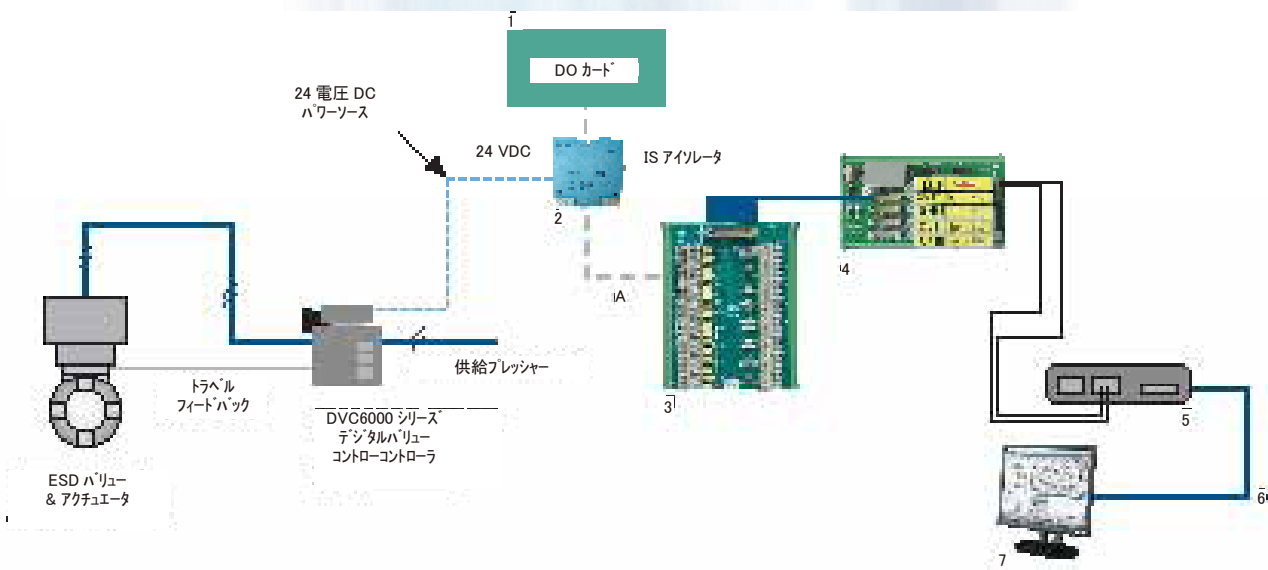 1
DO カード
24 電圧 DC
パワーソース
24 VDC
IS アイソレータ
2
4
A
供給プレッシャー
トラベル
フィードバック
3
5
DVC6000 シリーズ
デジタルバリュー
コントローコントローラ
ESD バリュー
& アクチュエータ
6
7